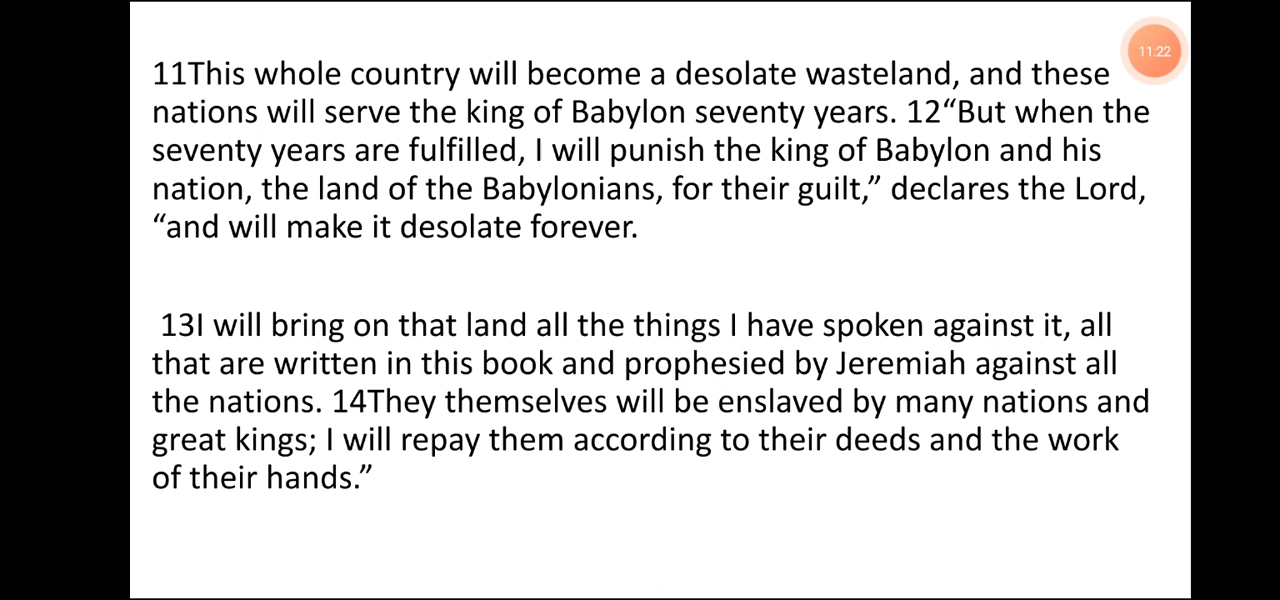 11:22
11This whole country will become a desolate wasteland, and these
nations will serve the king of Babylon seventy years. 12“But when the
seventy years are fulfilled, I will punish the king of Babylon and his
nation, the land of the Babylonians, for their guilt,” declares the Lord,
“and will make it desolate forever.
13I will bring on that land all the things I have spoken against it, all
that are written in this book and prophesied by Jeremiah against all
the nations. 14They themselves will be enslaved by many nations and
great kings; I will repay them according to their deeds and the work
of their hands.”